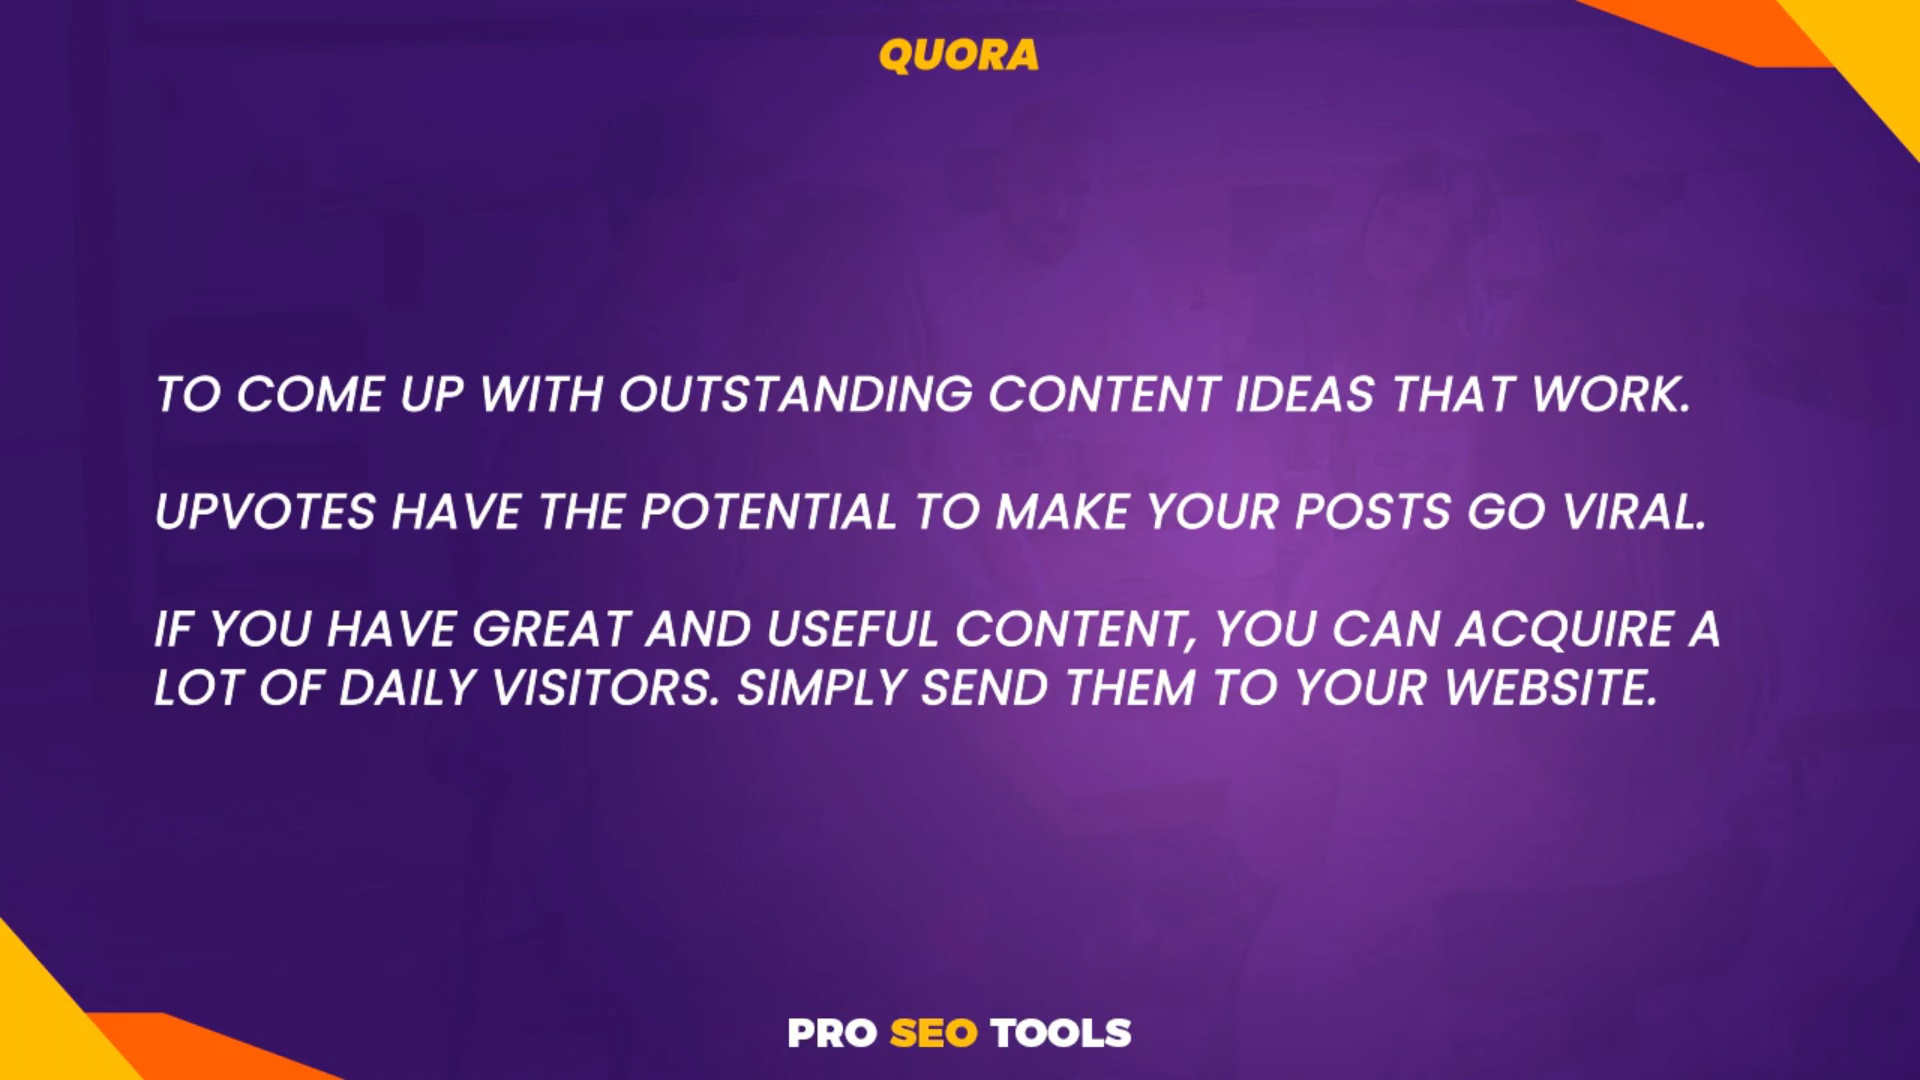 QUORA
TO COME UP WITH OUTSTANDING CONTENT IDEAS THAT WORK.
UPVOTES HAVE THE POTENTIAL TO MAKE YOUR POSTS GO VIRAL.
IF YOU HAVE GREAT AND USEFUL CONTENT, YOU CAN ACQUIRE A
LOT OF DAILY VISITORS. SIMPLY SEND THEM TO YOUR WEBSITE.
PRO SEO TOOLS